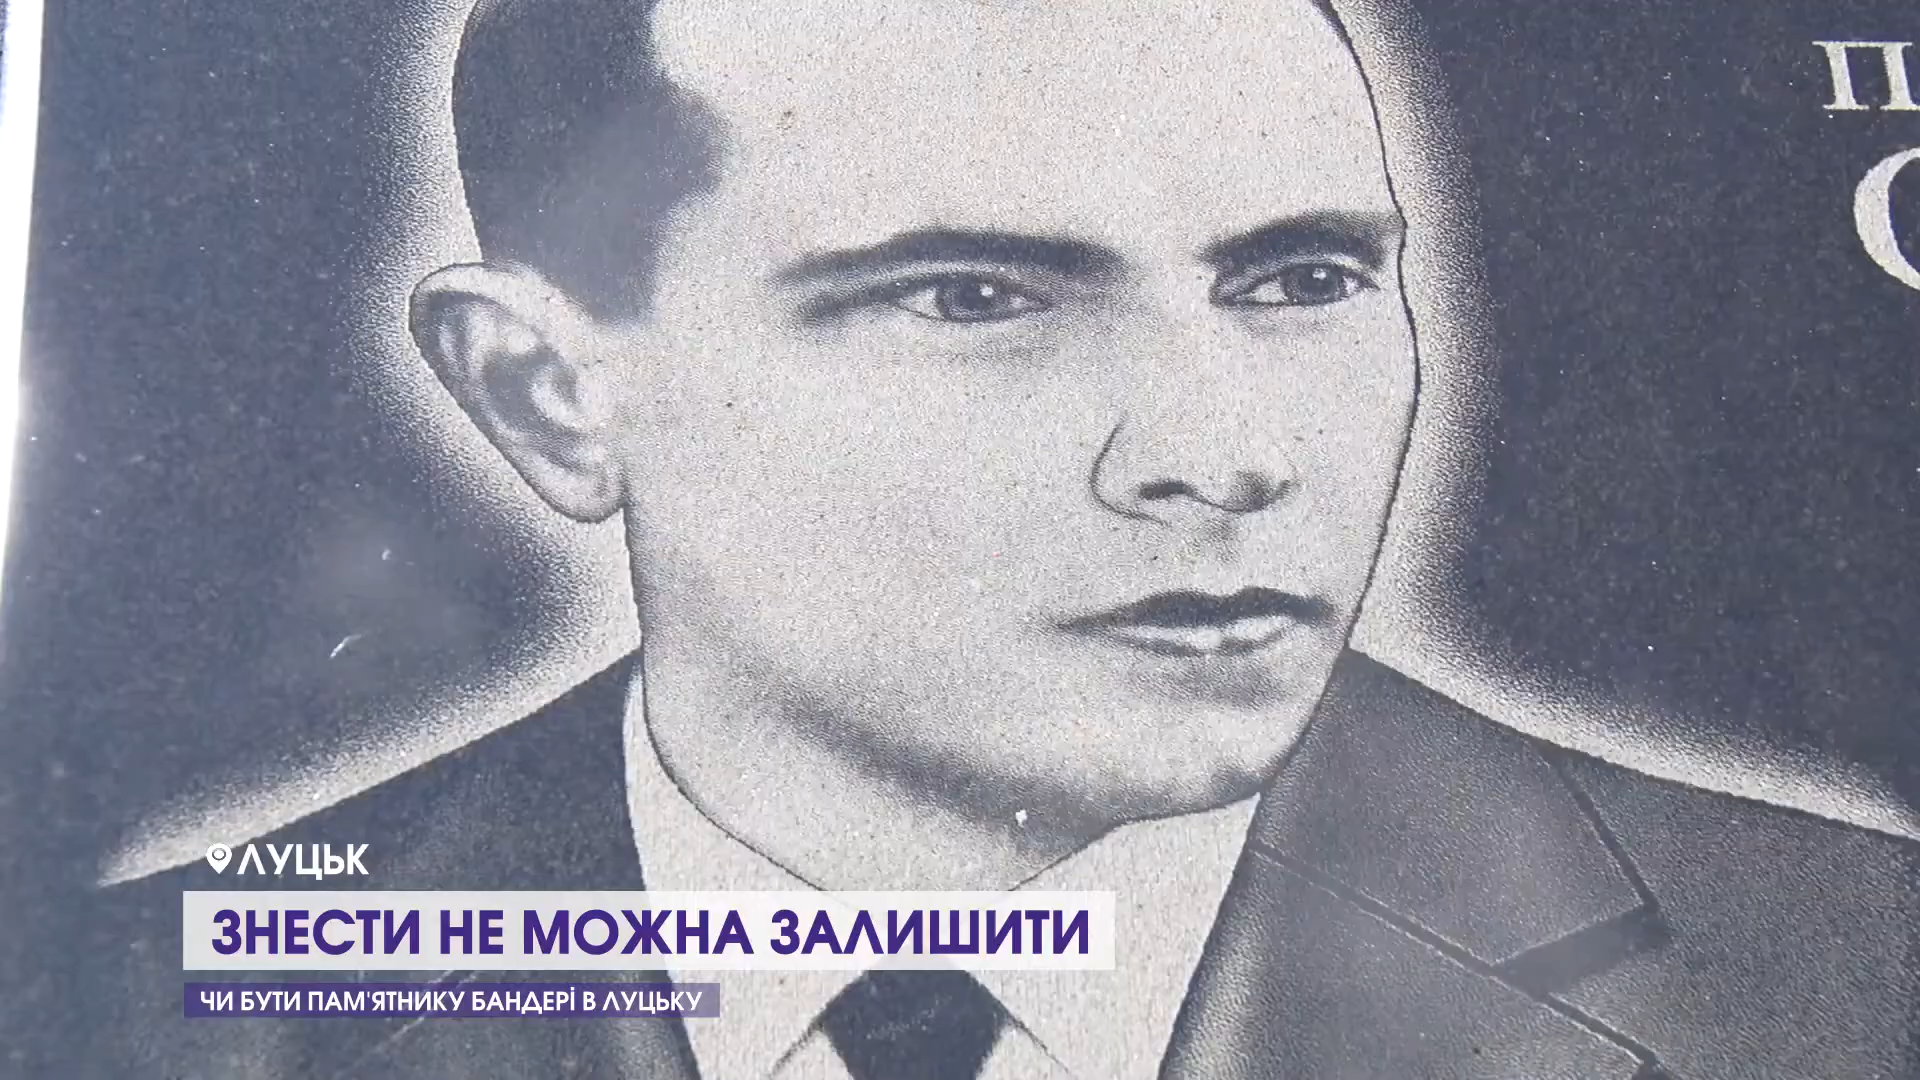 ЛУЦЬК
ЗНЕСТИ НЕ МОЖНА ЗАЛИШИТИ
ЧИ БУТИ ПАМ'ЯТНИКУ БАНДЕРІ В ЛУЦЬКУ